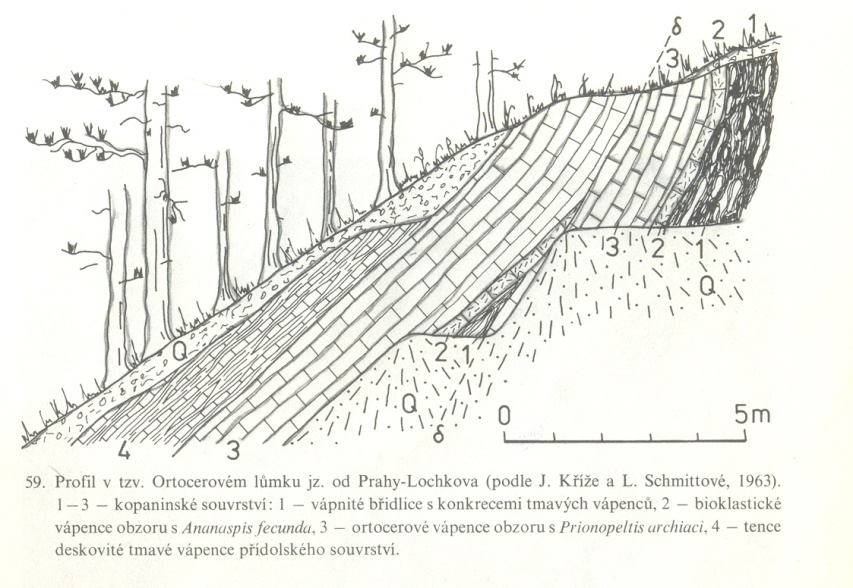 δ 2 1
3
3 2 1
Q
Q
2 1
Q
δ
0 5m
4 3
59. Profil v tzv. Ortocerovém lůmku jz. od Prahy-Lochkova (podle J. Kříže a L. Schmittové, 1963).
1–3 — kopaninské souvrství: 1 — vápnité břidlice s konkrecemi tmavých vápenců, 2 — bioklastické
vápence obzoru s Ananaspis fecunda, 3 — ortocerové vápence obzoru s Prionopeltis archiaci, 4 — tence
deskovité tmavé vápence přídolského souvrství.